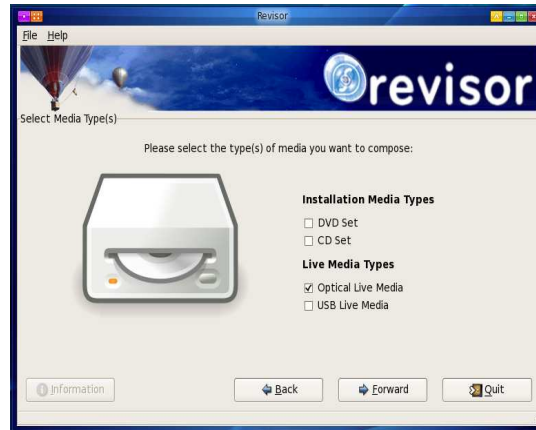 Revisor
File Help
revisor
Select Media Type(s)
Please select the type(s) of media you want to compose:
Installation Media Types
DVD Set
CD Set
Live Media Types
Optical Live Media
USB Live Media
Information Back Forward Quit